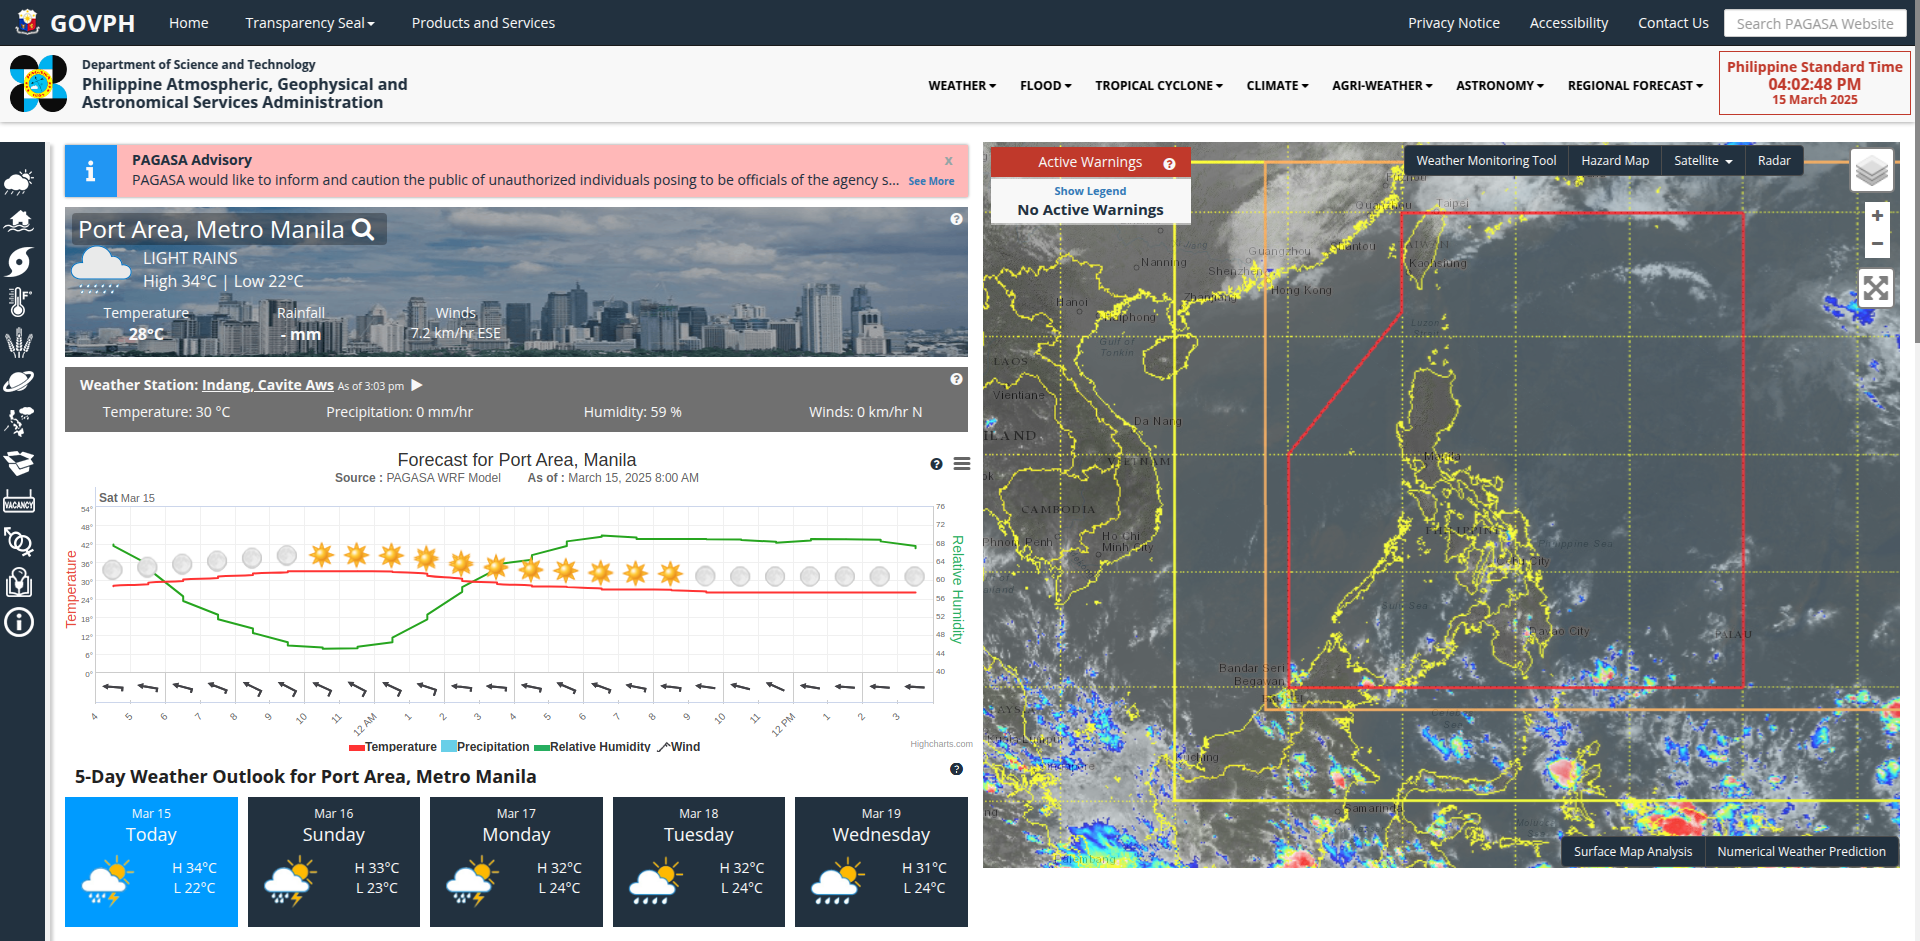 GOVPH
Home
Transparency Seal
Products and Services
Privacy Notice
Accessibility
Contact Us
Search PAGASA Website
Department of Science and Technology
Philippine Atmospheric, Geophysical and
Astronomical Services Administration
WEATHER
FLOOD
TROPICAL CYCLONE
CLIMATE
AGRI-WEATHER
ASTRONOMY
REGIONAL FORECAST
Philippine Standard Time
04:02:48 PM
15 March 2025
PAGASA Advisory
x
PAGASA would like to inform and caution the public of unauthorized individuals posing to be officials of the agency s... See More
Port Area, Metro Manila
LIGHT RAINS
High 34°C | Low 22°C
Temperature
Rainfall
Winds
28°C
- mm
7.2 km/hr ESE
Weather Station: Indang, Cavite Aws As of 3:03 pm
Temperature: 30 °C
Precipitation: 0 mm/hr
Humidity: 59 %
Winds: 0 km/hr N
Forecast for Port Area, Manila
Source : PAGASA WRF Model As of : March 15, 2025 8:00 AM
Sat Mar 15
Temperature
54°
48°
42°
36°
30°
24°
18°
12°
6°
0°
76
72
68
64
60
56
52
48
44
40
Relative Humidity
4 5 6 7 8 9 10 11 12 AM 1 2 3 4 5 6 7 8 9 10 11 12 PM 1 2 3
Temperature Precipitation Relative Humidity Wind
Highcharts.com
5-Day Weather Outlook for Port Area, Metro Manila
Mar 15
Today
H 34°C
L 22°C
Mar 16
Sunday
H 33°C
L 23°C
Mar 17
Monday
H 32°C
L 24°C
Mar 18
Tuesday
H 32°C
L 24°C
Mar 19
Wednesday
H 31°C
L 24°C
VACANCY
Active Warnings
Show Legend
No Active Warnings
Weather Monitoring Tool
Hazard Map
Satellite
Radar
+
−
Taipei
Guangzhou
Shenzhen
Hong Kong
Kaohsiung
Nanning
Zhanjiang
Hanoi
Haiphong
Gulf of
Tonkin
Luzon
LAOS
Vientiane
Da Nang
VIETNAM
Manila
CAMBODIA
Ho Chi
Minh City
Philippine Sea
Sulu Sea
Davao City
PALAU
Bandar Seri
Begawan
Kuching
Samarinda
Palembang
Surface Map Analysis
Numerical Weather Prediction